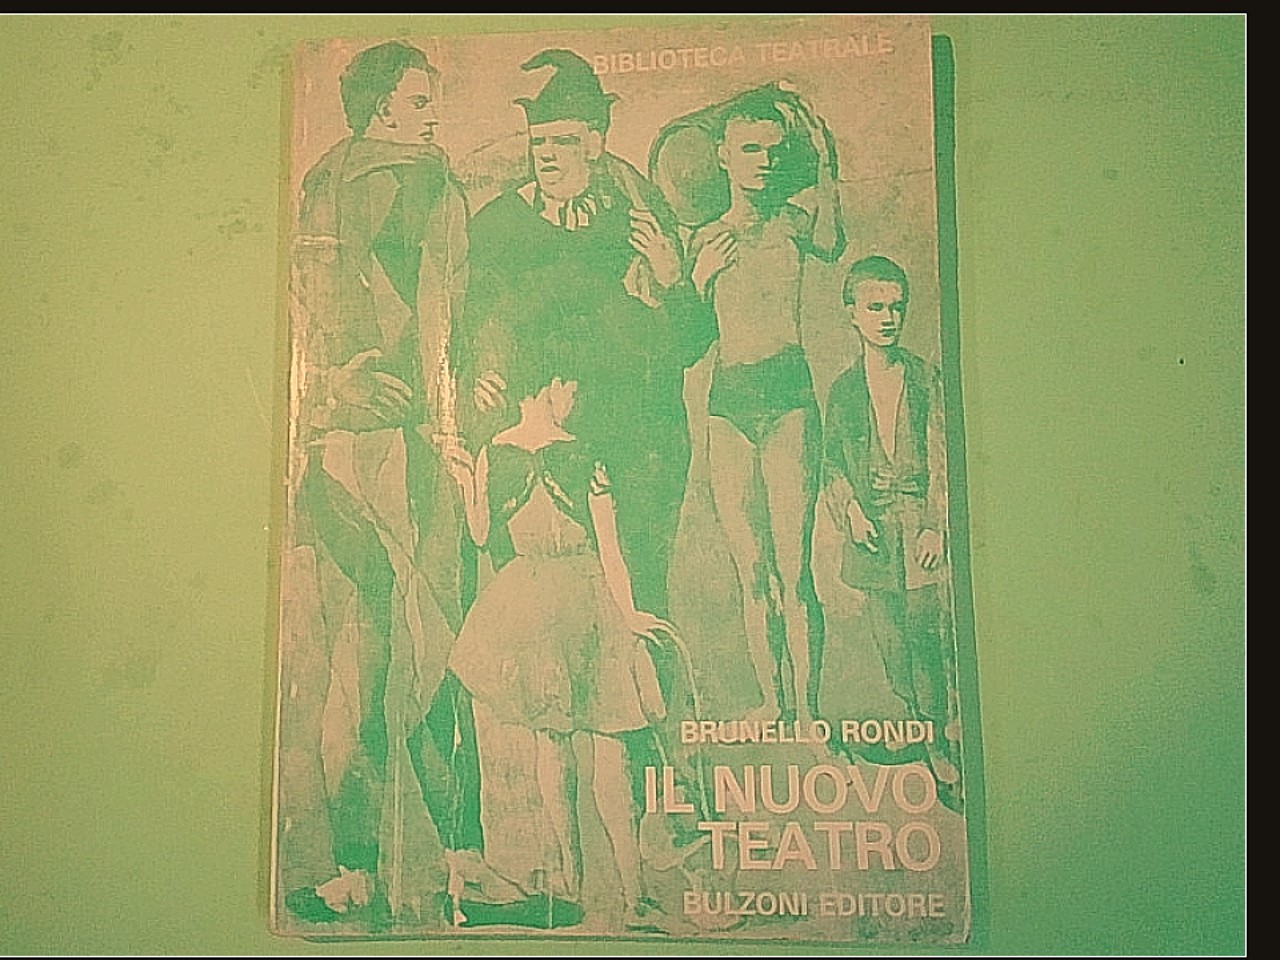 BIBLIOTECA TEATRALE
BRUNELLO RONDI
IL NUOVO
TEATRO
BULZONI EDITORE